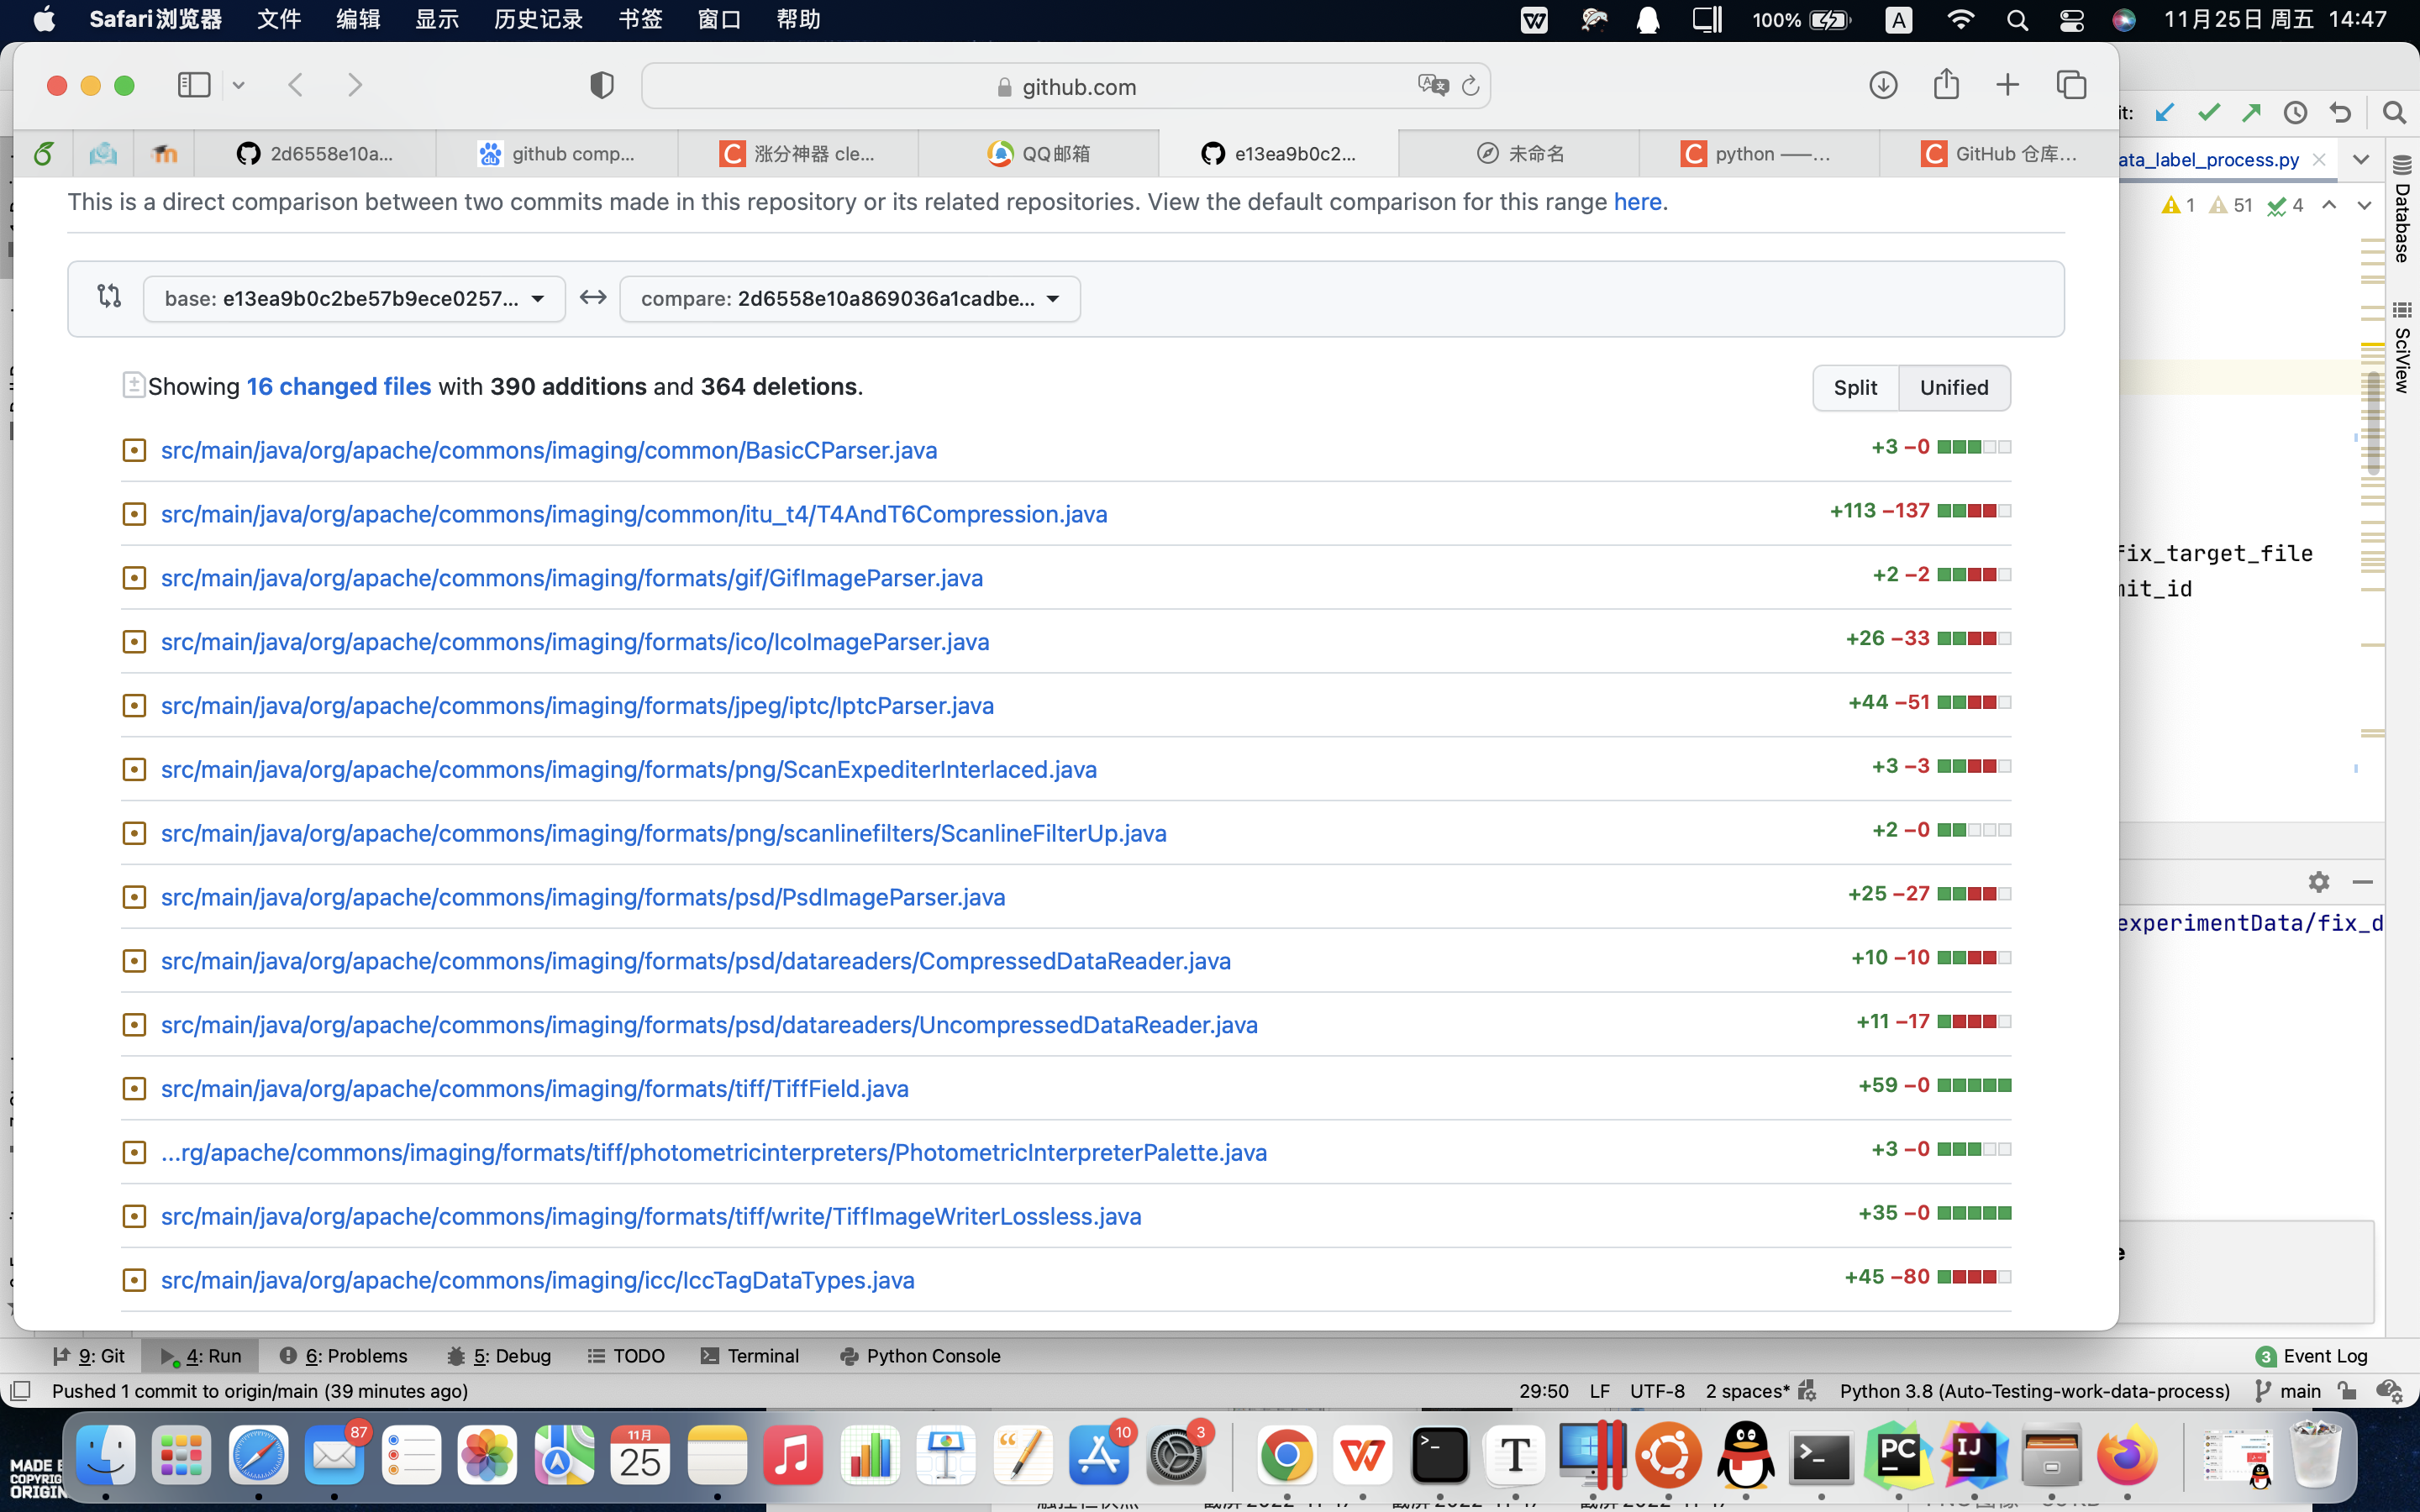 Safari浏览器 文件 编辑 显示 历史记录 书签 窗口 帮助 100% A 11月25日 周五 14:47
github.com
it:
2d6558e10a... github comp... 涨分神器 cle... QQ邮箱 e13ea9b0c2... 未命名 python ——... GitHub 仓库...
ata_label_process.py
This is a direct comparison between two commits made in this repository or its related repositories. View the default comparison for this range here.
1 51 4
Database
SciView
base: e13ea9b0c2be57b9ece0257... compare: 2d6558e10a869036a1cadbe...
Showing 16 changed files with 390 additions and 364 deletions.
Split Unified
src/main/java/org/apache/commons/imaging/common/BasicCParser.java +3 −0
src/main/java/org/apache/commons/imaging/common/itu_t4/T4AndT6Compression.java +113 −137
fix_target_file
src/main/java/org/apache/commons/imaging/formats/gif/GifImageParser.java +2 −2
mit_id
src/main/java/org/apache/commons/imaging/formats/ico/IcoImageParser.java +26 −33
src/main/java/org/apache/commons/imaging/formats/jpeg/iptc/IptcParser.java +44 −51
src/main/java/org/apache/commons/imaging/formats/png/ScanExpediterInterlaced.java +3 −3
src/main/java/org/apache/commons/imaging/formats/png/scanlinefilters/ScanlineFilterUp.java +2 −0
src/main/java/org/apache/commons/imaging/formats/psd/PsdImageParser.java +25 −27
experimentData/fix_d
src/main/java/org/apache/commons/imaging/formats/psd/datareaders/CompressedDataReader.java +10 −10
src/main/java/org/apache/commons/imaging/formats/psd/datareaders/UncompressedDataReader.java +11 −17
src/main/java/org/apache/commons/imaging/formats/tiff/TiffField.java +59 −0
...rg/apache/commons/imaging/formats/tiff/photometricinterpreters/PhotometricInterpreterPalette.java +3 −0
src/main/java/org/apache/commons/imaging/formats/tiff/write/TiffImageWriterLossless.java +35 −0
src/main/java/org/apache/commons/imaging/icc/IccTagDataTypes.java +45 −80
9: Git 4: Run 6: Problems 5: Debug TODO Terminal Python Console 3 Event Log
Pushed 1 commit to origin/main (39 minutes ago) 29:50 LF UTF-8 2 spaces* Python 3.8 (Auto-Testing-work-data-process) main
87 11月 25 10 3